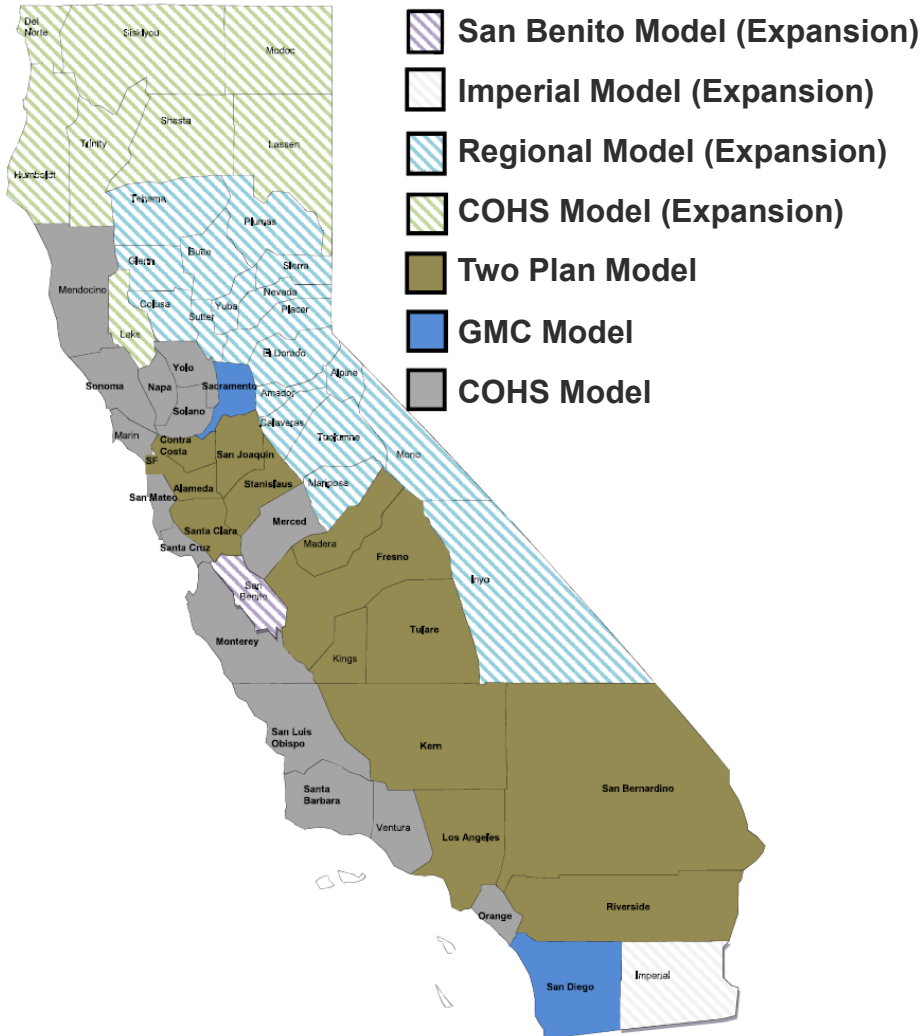 San Benito Model (Expansion)
Imperial Model (Expansion)
Regional Model (Expansion)
COHS Model (Expansion)
Two Plan Model
GMC Model
COHS Model
Del
Norte
Siskiyou
Modoc
Shasta
Trinity
Lassen
Humboldt
Tehama
Plumas
Butte
Glenn
Sierra
Mendocino
Nevada
Colusa
Yuba
Placer
Sutter
Lake
El Dorado
Yolo
Alpine
Sonoma
Napa
Sacramento
Amador
Solano
Calaveras
Marin
Contra
Costa
Tuolumne
San Joaquin
Mono
SF
Mariposa
Stanislaus
Alameda
San Mateo
Merced
Santa Clara
Madera
Santa Cruz
Fresno
Inyo
San
Benito
Tulare
Monterey
Kings
San Luis
Obispo
Kern
San Bernardino
Santa
Barbara
Ventura
Los Angeles
Riverside
Orange
Imperial
San Diego